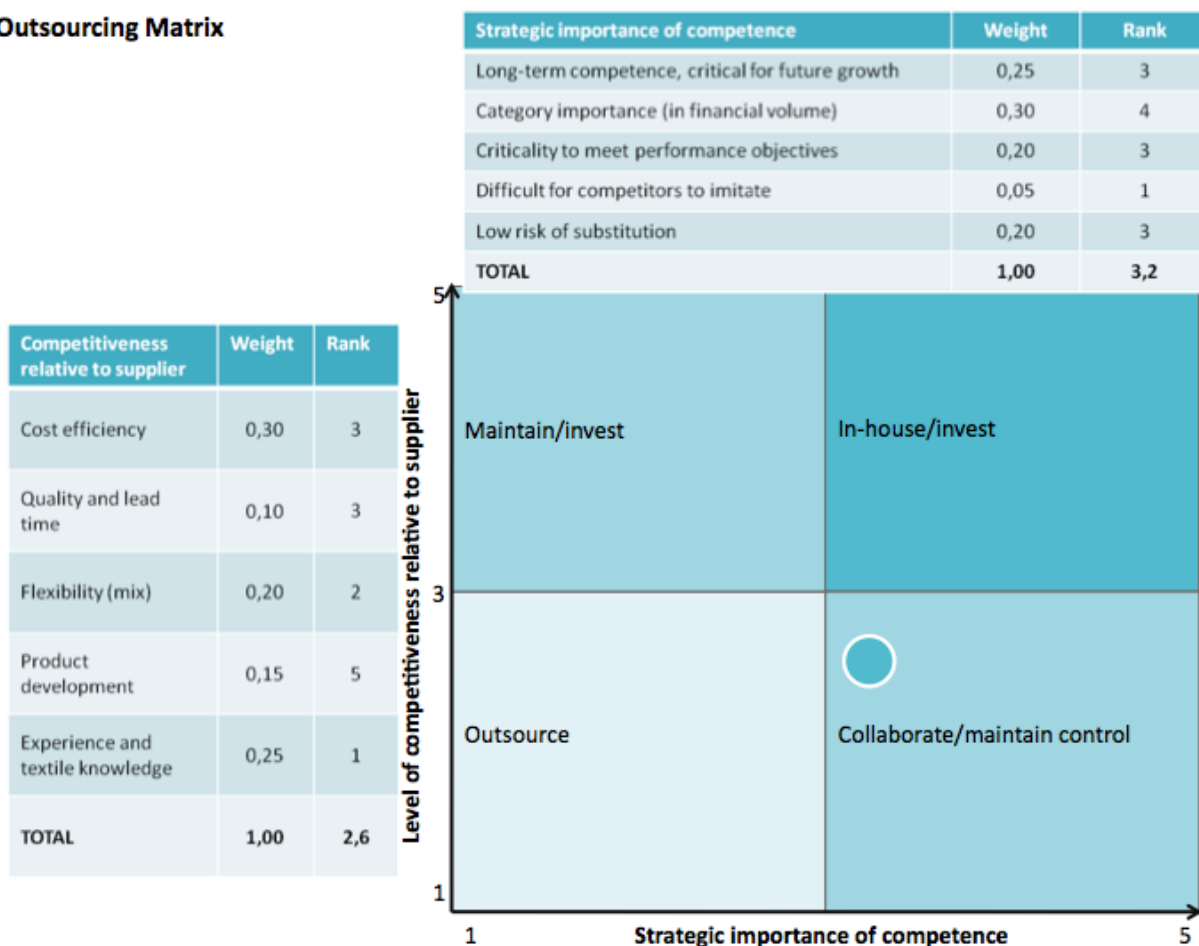 Outsourcing Matrix
Strategic importance of competence Weight Rank
Long-term competence, critical for future growth 0,25 3
Category importance (in financial volume) 0,30 4
Criticality to meet performance objectives 0,20 3
Difficult for competitors to imitate 0,05 1
Low risk of substitution 0,20 3
TOTAL 1,00 3,2
Competitiveness Weight Rank
relative to supplier
Cost efficiency 0,30 3
Quality and lead
time 0,10 3
Flexibility (mix) 0,20 2
Product
development 0,15 5
Experience and
textile knowledge 0,25 1
TOTAL 1,00 2,6
Level of competitiveness relative to supplier
5
3
1
Maintain/invest
In-house/invest
Outsource
Collaborate/maintain control
1
Strategic importance of competence
5